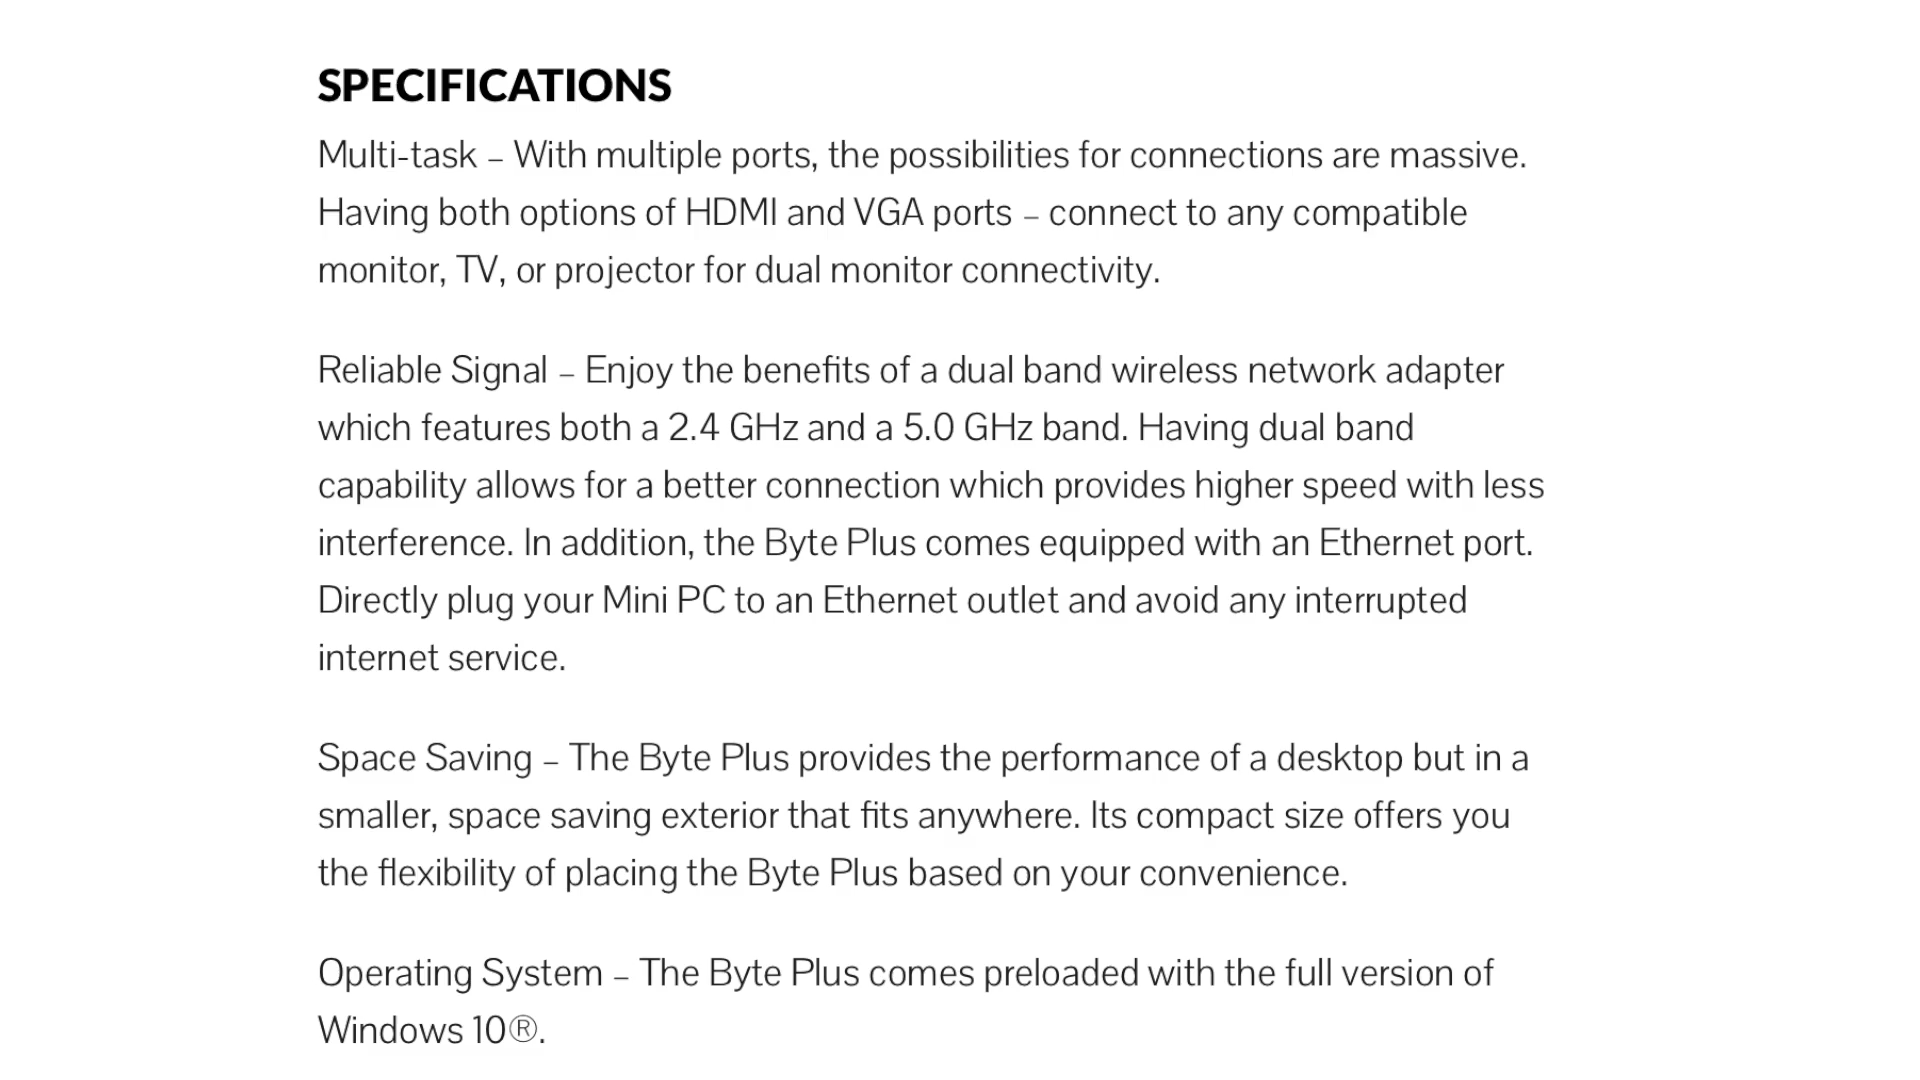 SPECIFICATIONS
Multi-task – With multiple ports, the possibilities for connections are massive.
Having both options of HDMI and VGA ports – connect to any compatible
monitor, TV, or projector for dual monitor connectivity.
Reliable Signal – Enjoy the benefits of a dual band wireless network adapter
which features both a 2.4 GHz and a 5.0 GHz band. Having dual band
capability allows for a better connection which provides higher speed with less
interference. In addition, the Byte Plus comes equipped with an Ethernet port.
Directly plug your Mini PC to an Ethernet outlet and avoid any interrupted
internet service.
Space Saving – The Byte Plus provides the performance of a desktop but in a
smaller, space saving exterior that fits anywhere. Its compact size offers you
the flexibility of placing the Byte Plus based on your convenience.
Operating System – The Byte Plus comes preloaded with the full version of
Windows 10®.